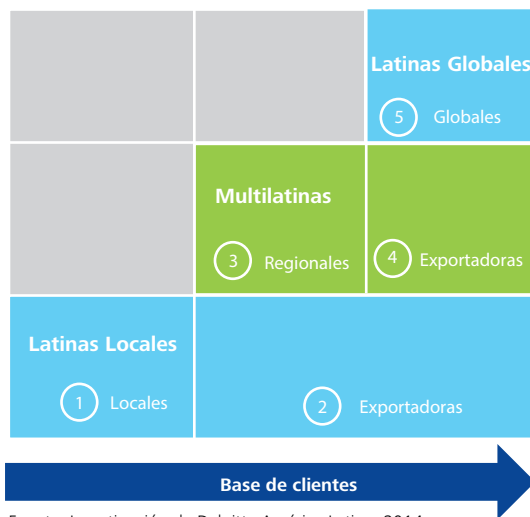 Latinas Globales
5 Globales
Multilatinas
3 Regionales
4 Exportadoras
Latinas Locales
1 Locales
2 Exportadoras
Base de clientes